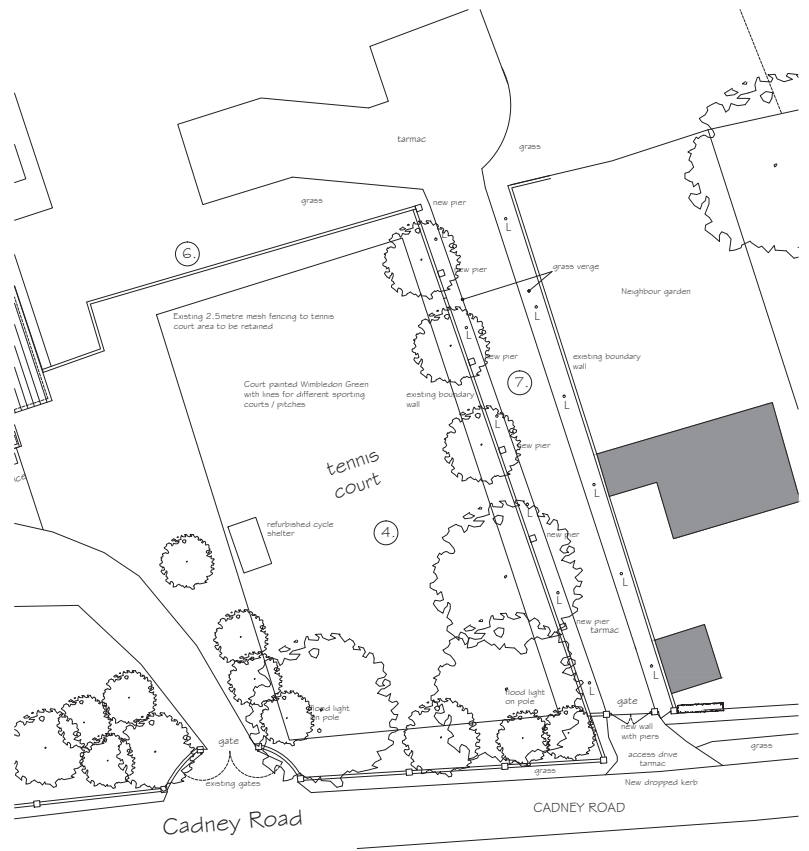 tarmac
grass
grass
new pier
6.
new pier
grass verge
Neighbour garden
Existing 2.5metre mesh fencing to tennis
court area to be retained
L
L
L
new pier
existing boundary
wall
7.
Court painted Wimbledon Green
with lines for different sporting
courts / pitches
existing boundary
wall
L
L
new pier
tennis
court
L
L
refurbished cycle
shelter
4.
new pier
L
L
new pier
tarmac
L
L
flood light
on pole
flood light
on pole
gate
new wall
with piers
gate
grass
access drive
tarmac
grass
existing gates
New dropped kerb
Cadney Road
CADNEY ROAD